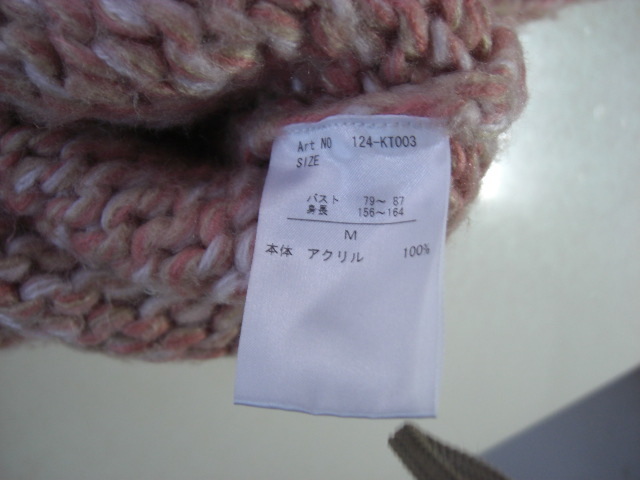 Art NO 124-KT003
SIZE
バスト 79～ 87
身長 156～164
M
本体 アクリル 100%